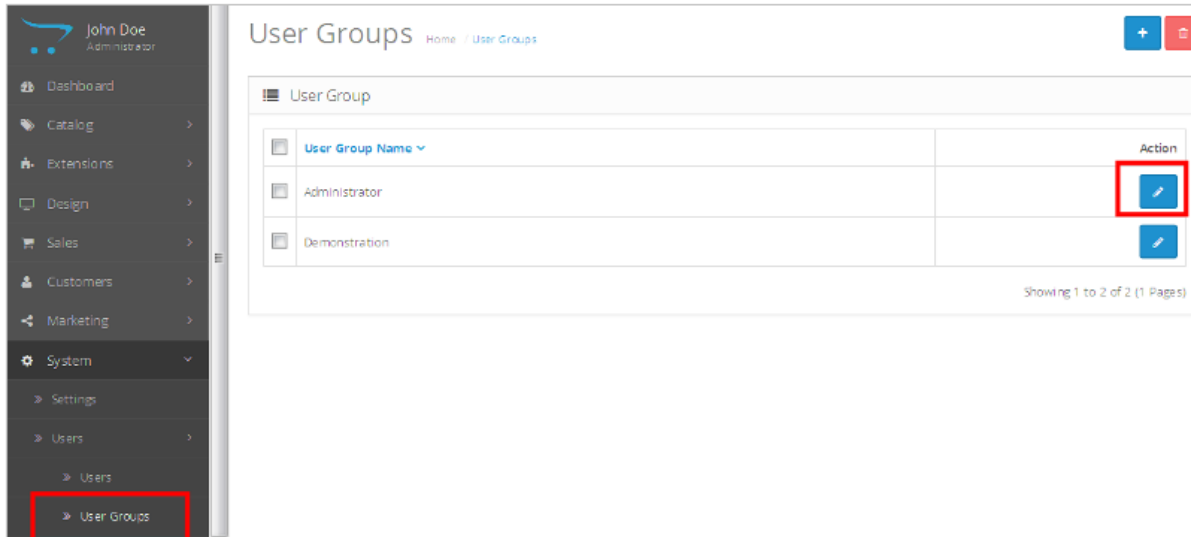 John Doe
Administrator
Dashboard
Catalog
Extensions
Design
Sales
Customers
Marketing
System
Settings
Users
Users
User Groups
User Groups
Home / User Groups
User Group
User Group Name
Action
Administrator
Demonstration
Showing 1 to 2 of 2 (1 Pages)